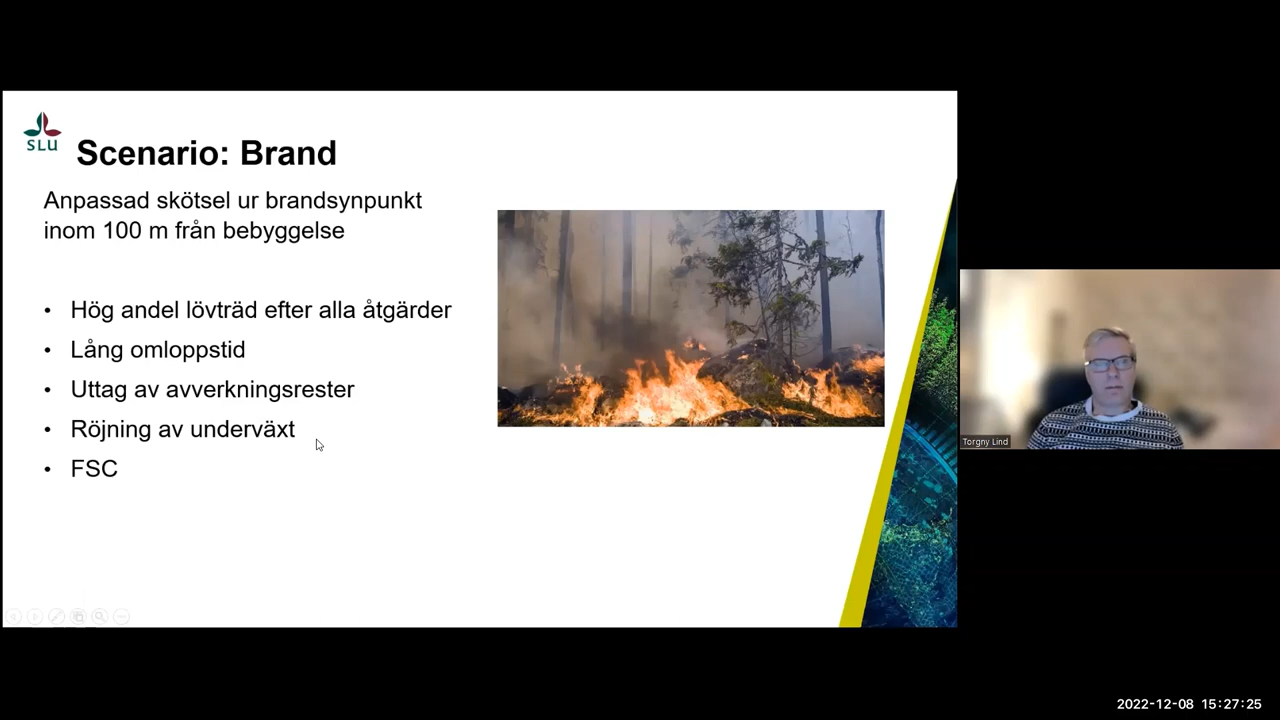 SLU
Scenario: Brand
Anpassad skötsel ur brandsynpunkt
inom 100 m från bebyggelse
• Hög andel lövträd efter alla åtgärder
• Lång omloppstid
• Uttag av avverkningsrester
• Röjning av underväxt
• FSC
Torgny Lind
2022-12-08 15:27:25